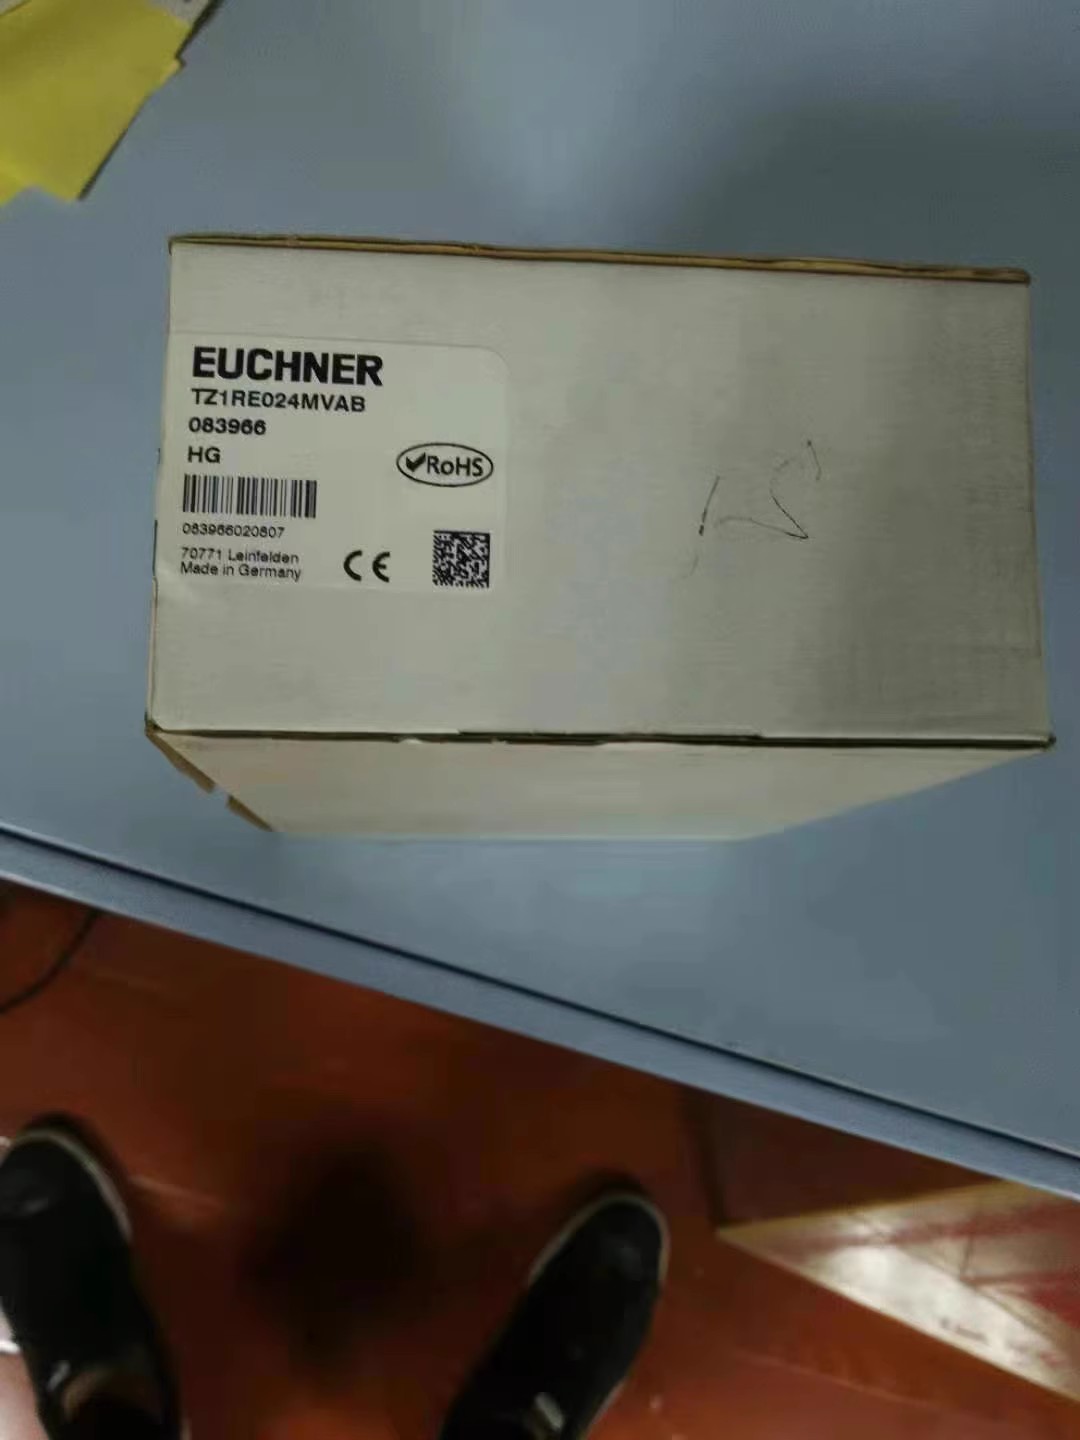 EUCHNER
TZ1RE024MVAB
083966
HG
RoHS
083966020807
70771 Leinfelden
Made in Germany
CE